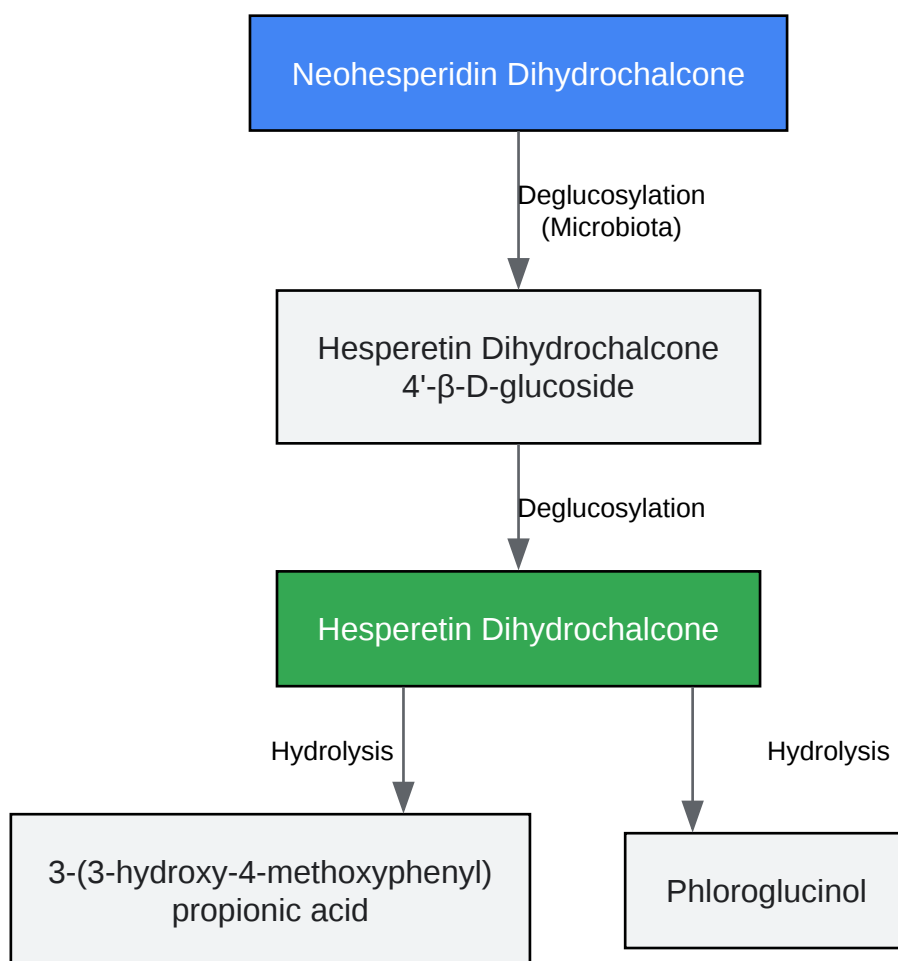 Neohesperidin Dihydrochalcone
Deglucosylation
(Microbiota)
Hesperetin Dihydrochalcone
4'-β-D-glucoside
Deglucosylation
Hesperetin Dihydrochalcone
Hydrolysis
Hydrolysis
3-(3-hydroxy-4-methoxyphenyl)
propionic acid
Phloroglucinol